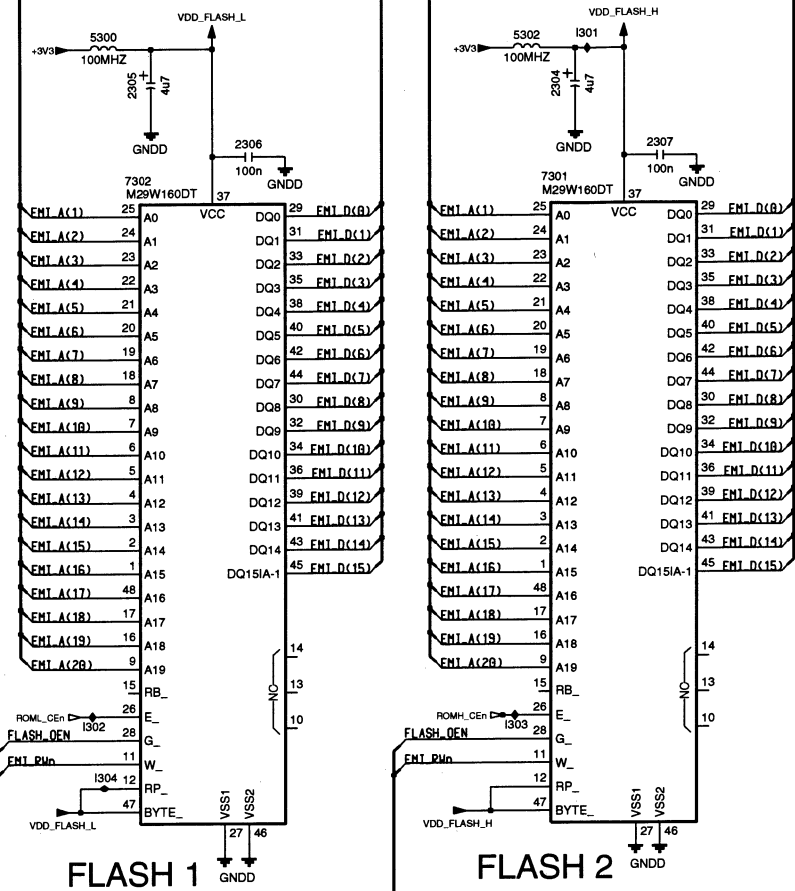 VDD_FLASH_L
5300
+3V3
100MHZ
2305
+
4u7
GNDD
2306
100n
GNDD
7302
M29W160DT
37
VCC
EMI_A(1) 25 A0 DQ0 29 EMI_D(0)
EMI_A(2) 24 A1 DQ1 31 EMI_D(1)
EMI_A(3) 23 A2 DQ2 33 EMI_D(2)
EMI_A(4) 22 A3 DQ3 35 EMI_D(3)
EMI_A(5) 21 A4 DQ4 38 EMI_D(4)
EMI_A(6) 20 A5 DQ5 40 EMI_D(5)
EMI_A(7) 19 A6 DQ6 42 EMI_D(6)
EMI_A(8) 18 A7 DQ7 44 EMI_D(7)
EMI_A(9) 8 A8 DQ8 30 EMI_D(8)
EMI_A(10) 7 A9 DQ9 32 EMI_D(9)
EMI_A(11) 6 A10 DQ10 34 EMI_D(10)
EMI_A(12) 5 A11 DQ11 36 EMI_D(11)
EMI_A(13) 4 A12 DQ12 39 EMI_D(12)
EMI_A(14) 3 A13 DQ13 41 EMI_D(13)
EMI_A(15) 2 A14 DQ14 43 EMI_D(14)
EMI_A(16) 1 A15 DQ15IA-1 45 EMI_D(15)
EMI_A(17) 48 A16
EMI_A(18) 17 A17
EMI_A(19) 16 A18
EMI_A(20) 9 A19
15 RB_
ROML_CEn I302 26 E_
FLASH_OEN 28 G_
EMI_RWn 11 W_
I304 12 RP_
VDD_FLASH_L 47 BYTE_
NC
14
13
10
VSS1
VSS2
27 46
GNDD
FLASH 1
VDD_FLASH_H
5302 I301
+3V3
100MHZ
2304
+
4u7
GNDD
2307
100n
GNDD
7301
M29W160DT
37
VCC
EMI_A(1) 25 A0 DQ0 29 EMI_D(0)
EMI_A(2) 24 A1 DQ1 31 EMI_D(1)
EMI_A(3) 23 A2 DQ2 33 EMI_D(2)
EMI_A(4) 22 A3 DQ3 35 EMI_D(3)
EMI_A(5) 21 A4 DQ4 38 EMI_D(4)
EMI_A(6) 20 A5 DQ5 40 EMI_D(5)
EMI_A(7) 19 A6 DQ6 42 EMI_D(6)
EMI_A(8) 18 A7 DQ7 44 EMI_D(7)
EMI_A(9) 8 A8 DQ8 30 EMI_D(8)
EMI_A(10) 7 A9 DQ9 32 EMI_D(9)
EMI_A(11) 6 A10 DQ10 34 EMI_D(10)
EMI_A(12) 5 A11 DQ11 36 EMI_D(11)
EMI_A(13) 4 A12 DQ12 39 EMI_D(12)
EMI_A(14) 3 A13 DQ13 41 EMI_D(13)
EMI_A(15) 2 A14 DQ14 43 EMI_D(14)
EMI_A(16) 1 A15 DQ15IA-1 45 EMI_D(15)
EMI_A(17) 48 A16
EMI_A(18) 17 A17
EMI_A(19) 16 A18
EMI_A(20) 9 A19
15 RB_
ROMH_CEn I303 26 E_
FLASH_OEN 28 G_
EMI_RWn 11 W_
12 RP_
VDD_FLASH_H 47 BYTE_
NC
14
13
10
VSS1
VSS2
27 46
GNDD
FLASH 2